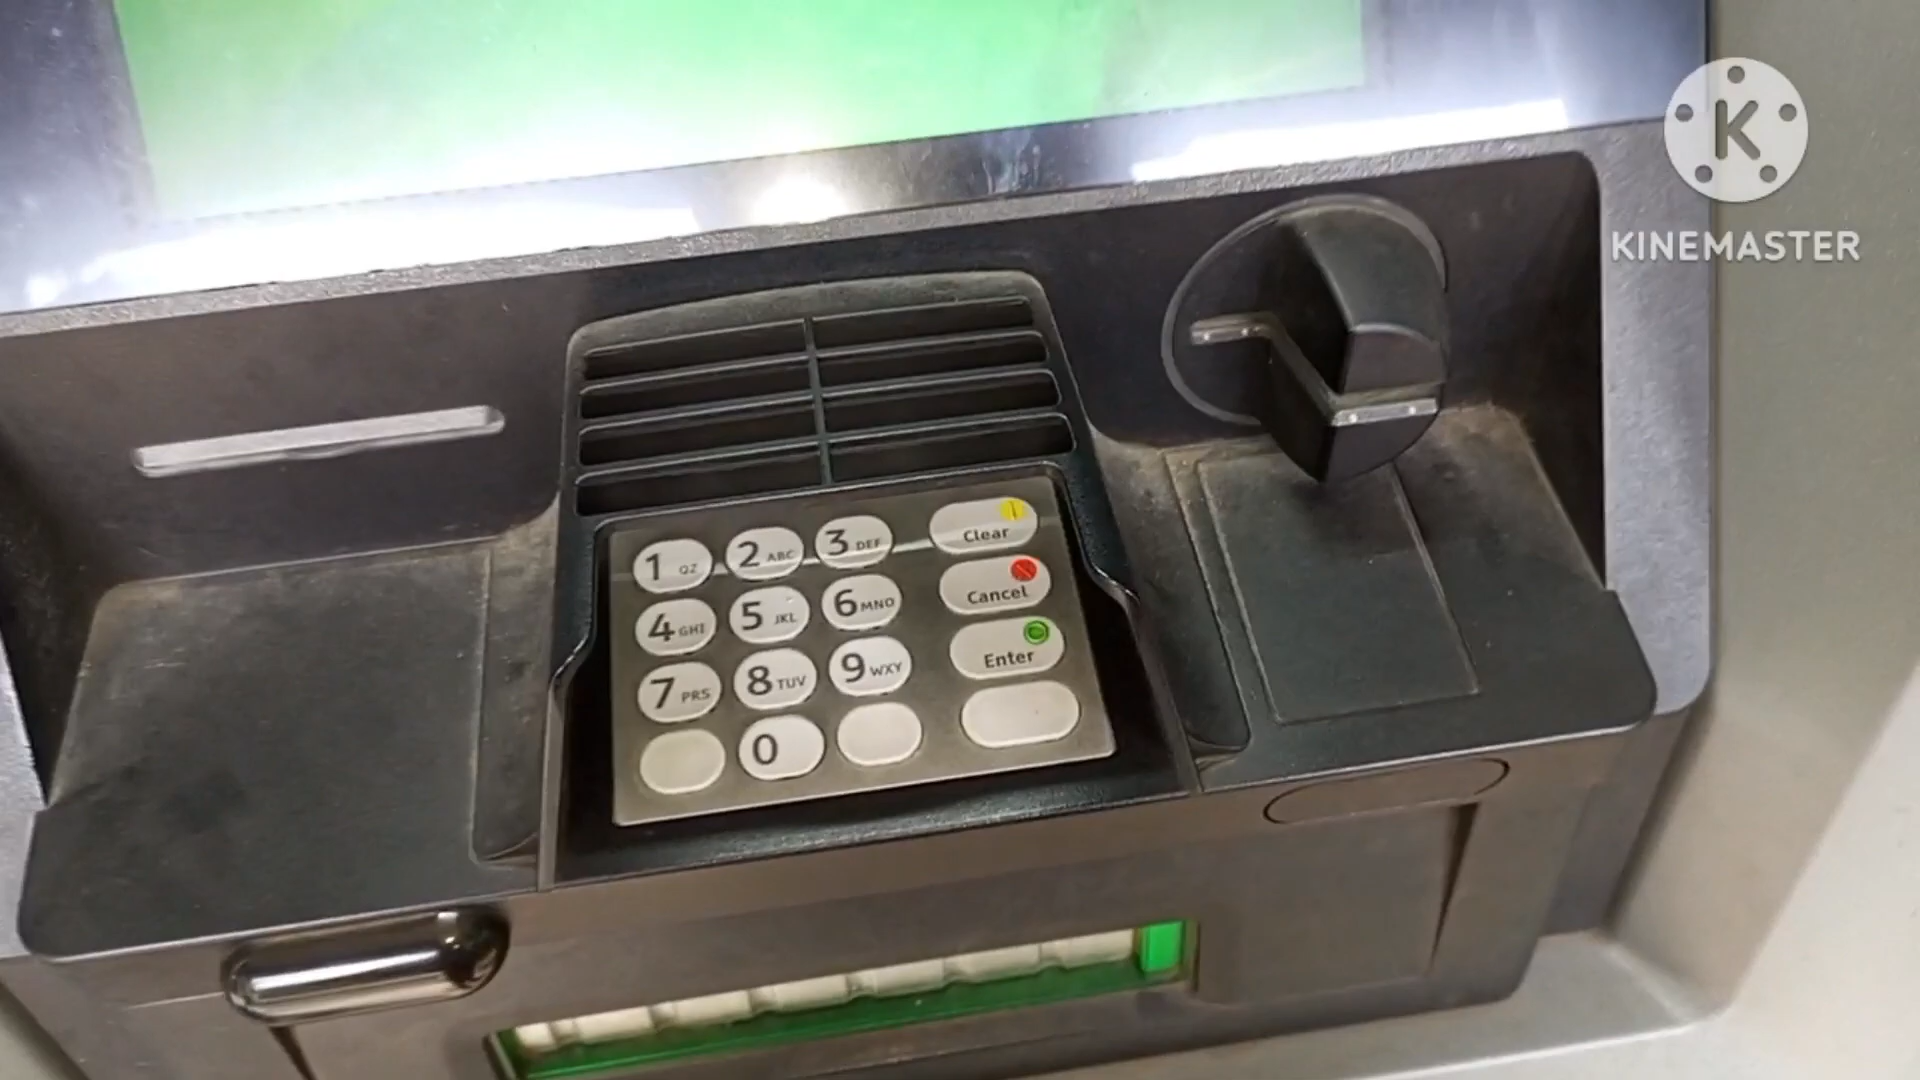 K
KINEMASTER
1 QZ 2 ABC 3 DEF Clear
4 GHI 5 JKL 6 MNO Cancel
7 PRS 8 TUV 9 WXY Enter
0